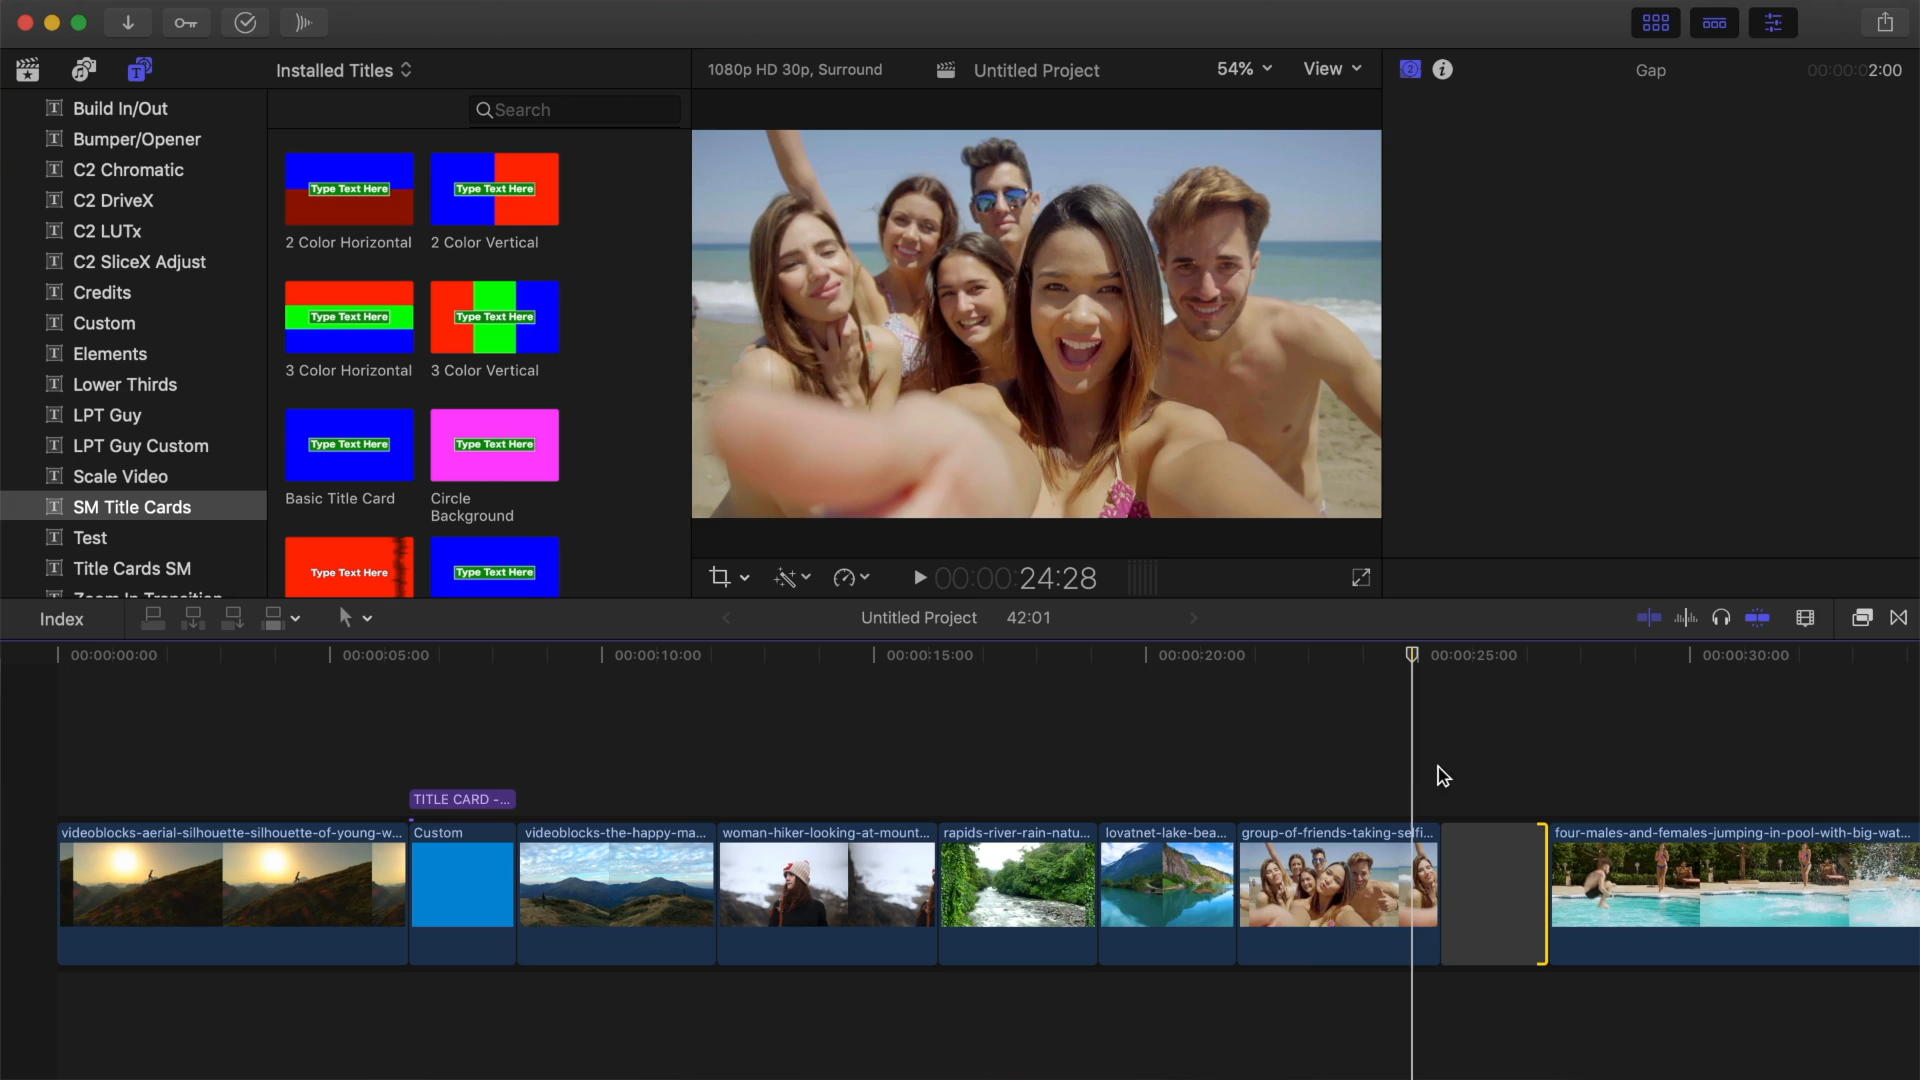 Installed Titles
1080p HD 30p, Surround
Untitled Project
54%
View
Gap
00:00:02:00
Build In/Out
Bumper/Opener
C2 Chromatic
C2 DriveX
C2 LUTx
C2 SliceX Adjust
Credits
Custom
Elements
Lower Thirds
LPT Guy
LPT Guy Custom
Scale Video
SM Title Cards
Test
Title Cards SM
Zoom In Transition
Search
Type Text Here
Type Text Here
2 Color Horizontal
2 Color Vertical
Type Text Here
Type Text Here
3 Color Horizontal
3 Color Vertical
Type Text Here
Type Text Here
Basic Title Card
Circle
Background
Type Text Here
Type Text Here
00:00:24:28
Index
Untitled Project
42:01
00:00:00:00
00:00:05:00
00:00:10:00
00:00:15:00
00:00:20:00
00:00:25:00
00:00:30:00
TITLE CARD -...
videoblocks-aerial-silhouette-silhouette-of-young-w...
Custom
videoblocks-the-happy-ma...
woman-hiker-looking-at-mount...
rapids-river-rain-natu...
lovatnet-lake-bea...
group-of-friends-taking-selfi...
four-males-and-females-jumping-in-pool-with-big-wat...